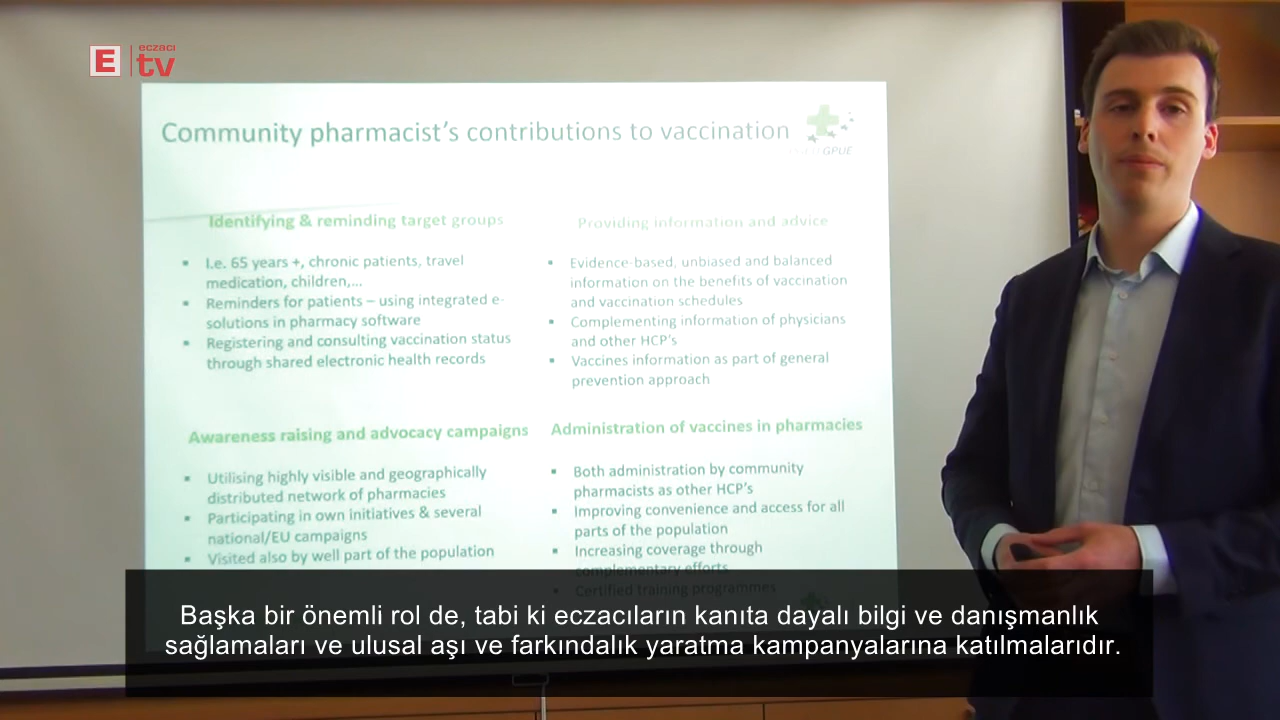 E
eczacı
tv
Community pharmacist's contributions to vaccination
GPUE
Identifying & reminding target groups
▪ I.e. 65 years +, chronic patients, travel
medication, children,...
▪ Reminders for patients – using integrated e-
solutions in pharmacy software
▪ Registering and consulting vaccination status
through shared electronic health records
Providing information and advice
▪ Evidence-based, unbiased and balanced
information on the benefits of vaccination
and vaccination schedules
▪ Complementing information of physicians
and other HCP's
▪ Vaccines information as part of general
prevention approach
Awareness raising and advocacy campaigns
▪ Utilising highly visible and geographically
distributed network of pharmacies
▪ Participating in own initiatives & several
national/EU campaigns
▪ Visited also by well part of the population
Administration of vaccines in pharmacies
▪ Both administration by community
pharmacists as other HCP's
▪ Improving convenience and access for all
parts of the population
▪ Increasing coverage through
complementary efforts
▪ Certified training programmes
Başka bir önemli rol de, tabi ki eczacıların kanıta dayalı bilgi ve danışmanlık
sağlamaları ve ulusal aşı ve farkındalık yaratma kampanyalarına katılmalarıdır.